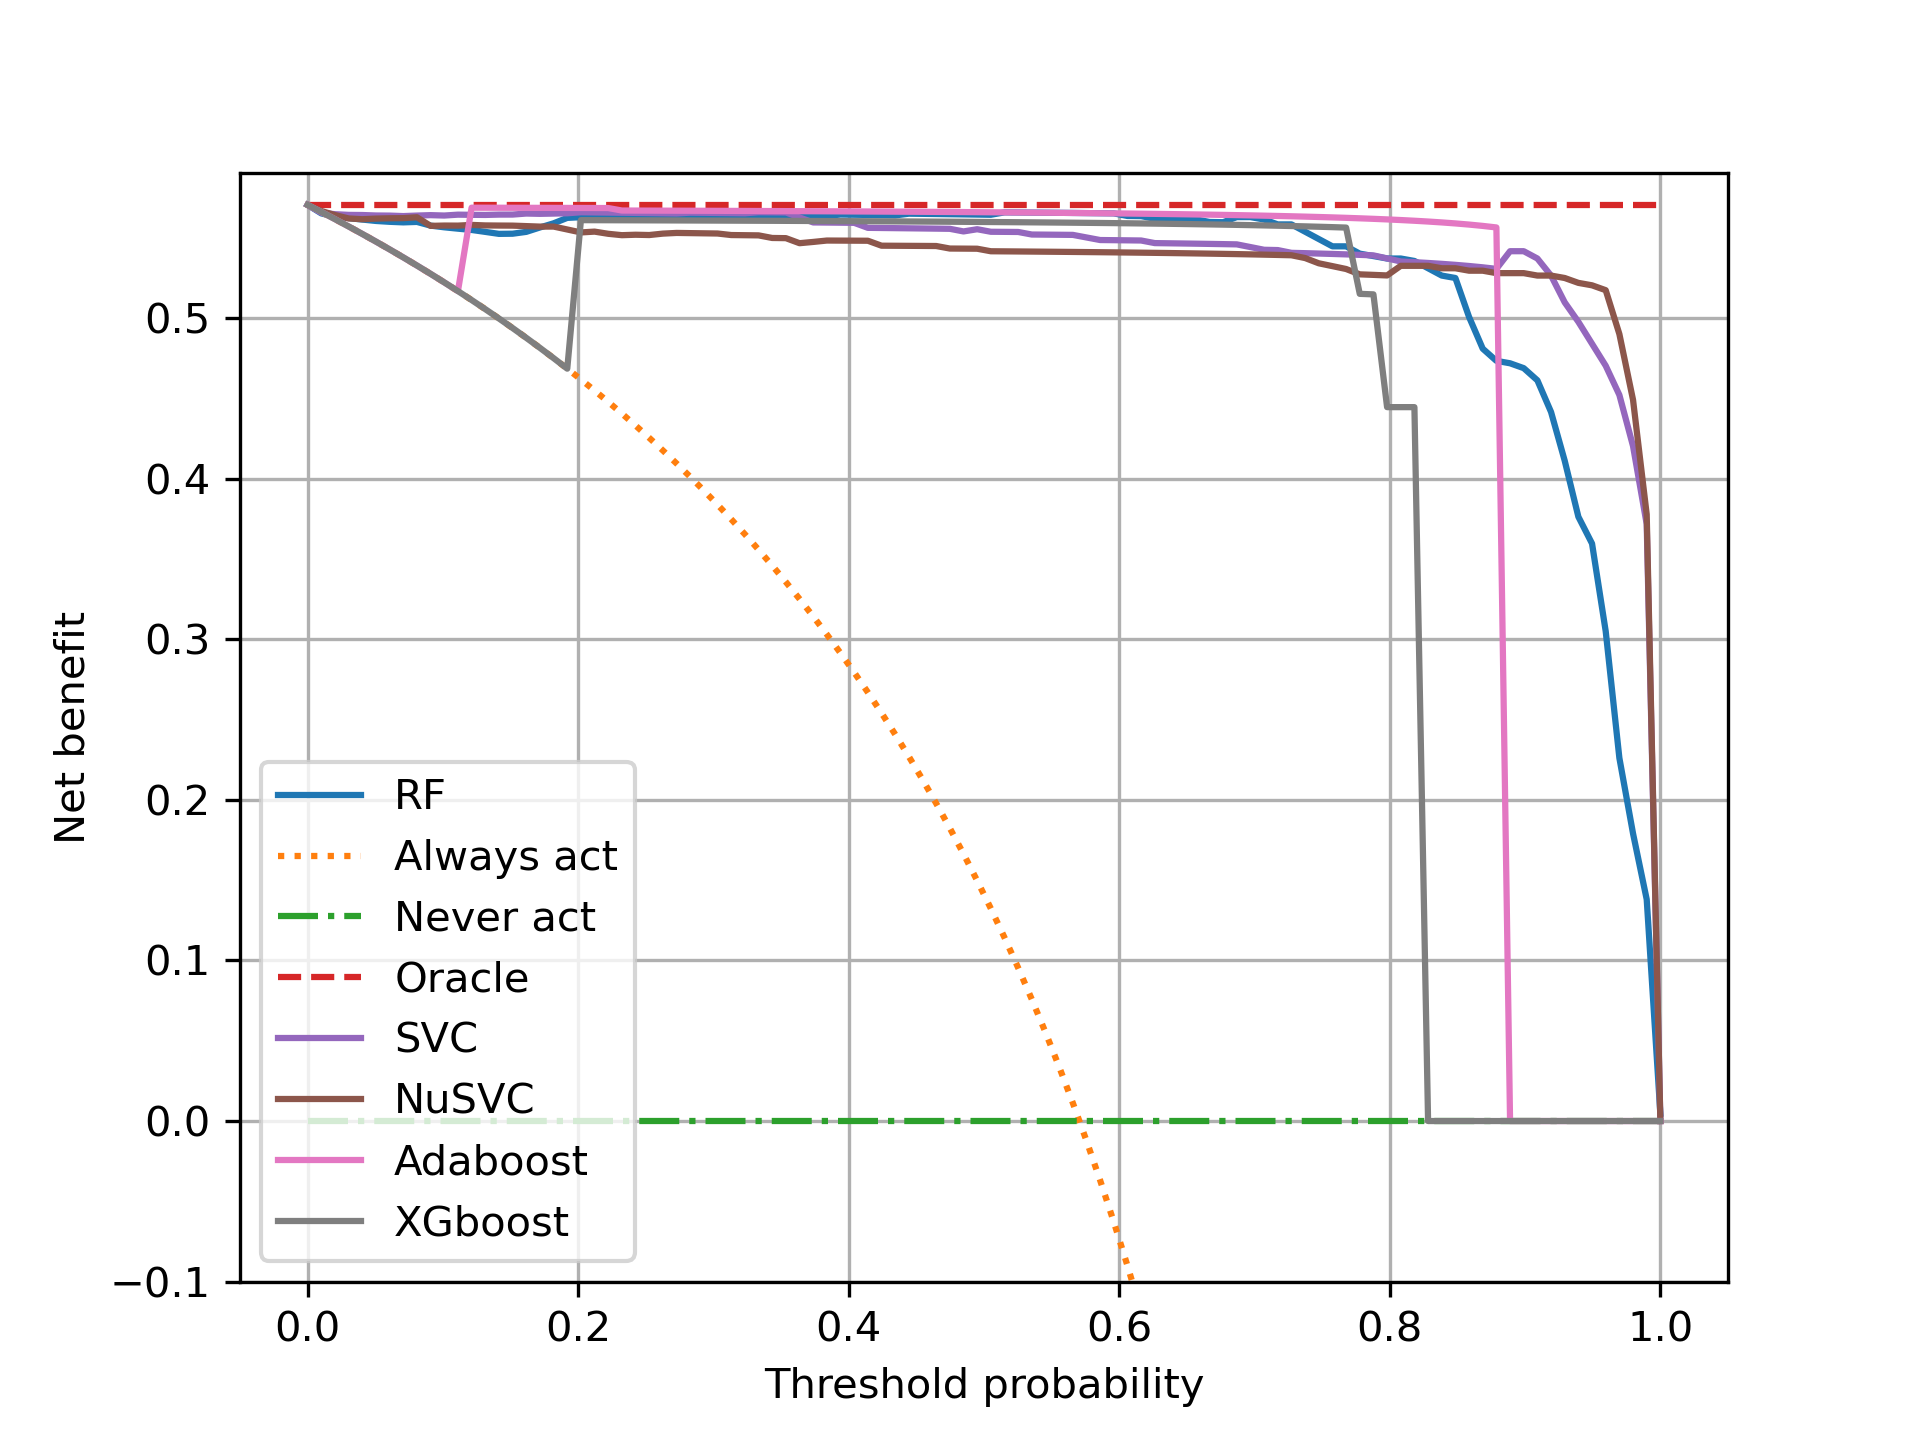 0.5
0.4
0.3
0.2
0.1
0.0
−0.1
Net benefit
RF
Always act
Never act
Oracle
SVC
NuSVC
Adaboost
XGboost
0.0 0.2 0.4 0.6 0.8 1.0
Threshold probability